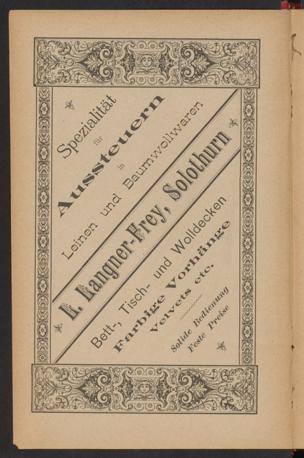 Spezialität
für
Aussteuern
in
Leinen und Baumwollwaren
Langner-Frey, Solothurn
Bett-, Tisch- und Wolldecken
Farbige Vorhänge
Velvets etc.
Solide Bedienung
Feste Preise